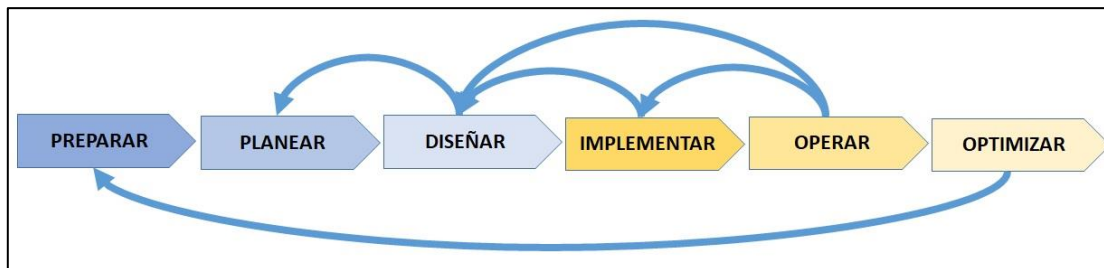 PREPARAR
PLANEAR
DISEÑAR
IMPLEMENTAR
OPERAR
OPTIMIZAR